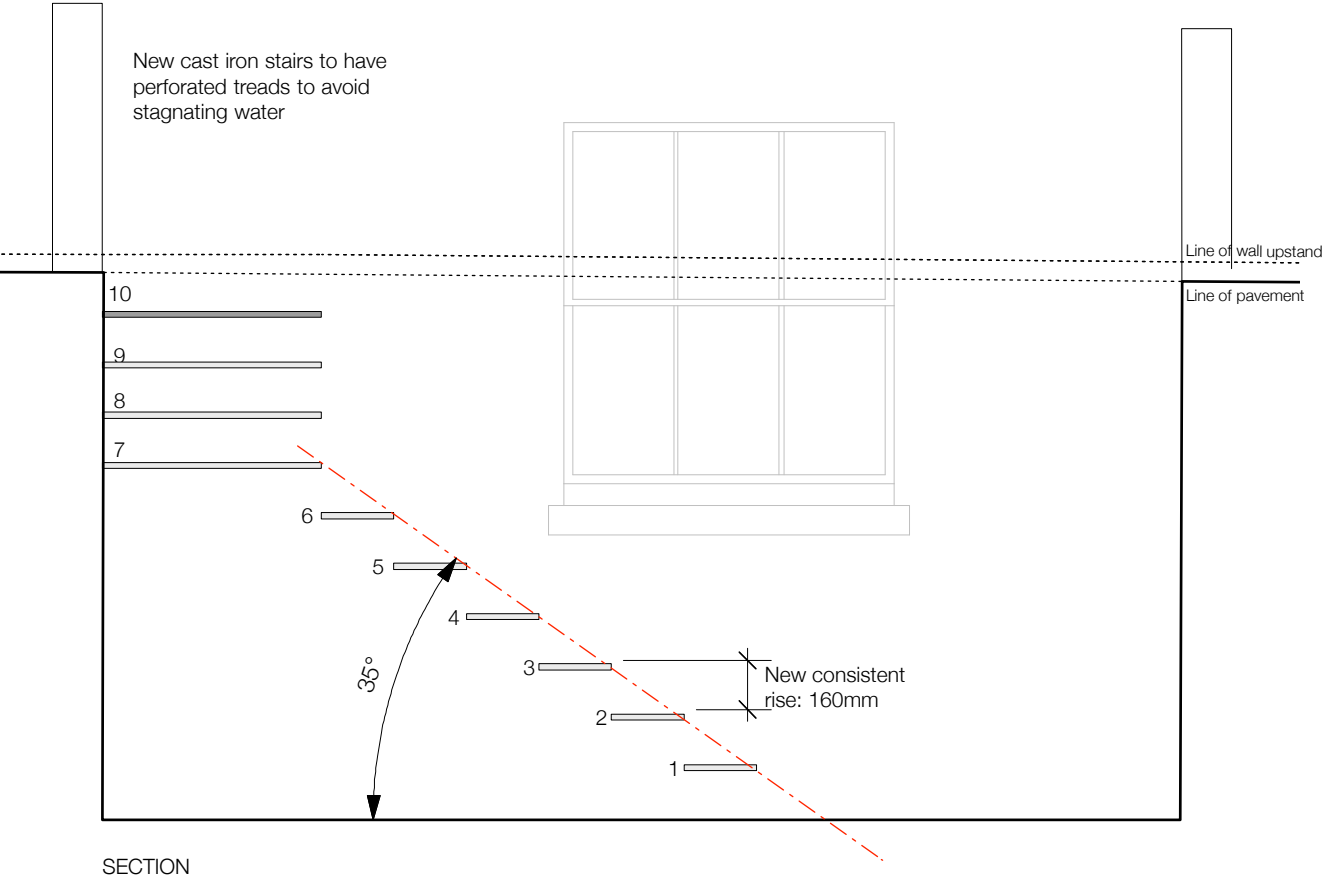 New cast iron stairs to have
perforated treads to avoid
stagnating water
Line of wall upstand
Line of pavement
10
9
8
7
6
5
4
3
2
1
35°
New consistent
rise: 160mm
SECTION